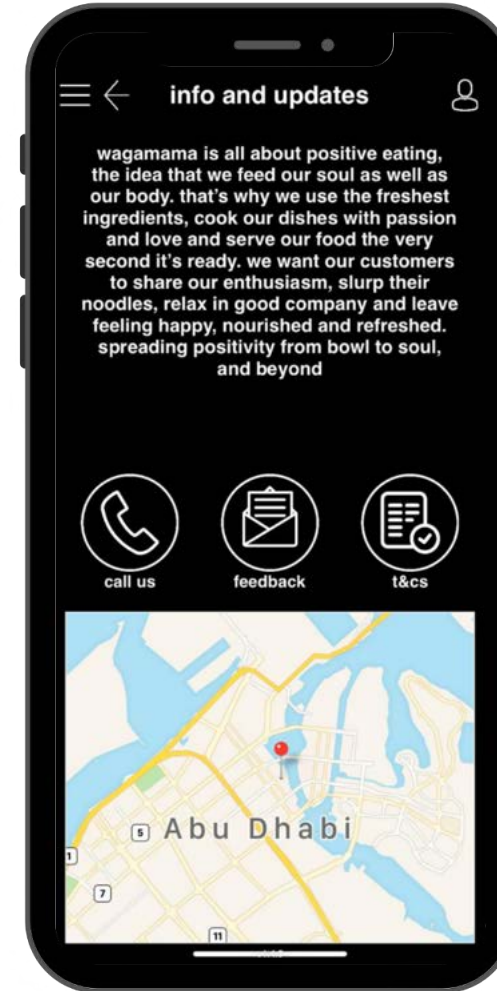 info and updates
wagamama is all about positive eating,
the idea that we feed our soul as well as
our body. that's why we use the freshest
ingredients, cook our dishes with passion
and love and serve our food the very
second it's ready. we want our customers
to share our enthusiasm, slurp their
noodles, relax in good company and leave
feeling happy, nourished and refreshed.
spreading positivity from bowl to soul,
and beyond
call us feedback t&cs
5 Abu Dhabi
1
7
11